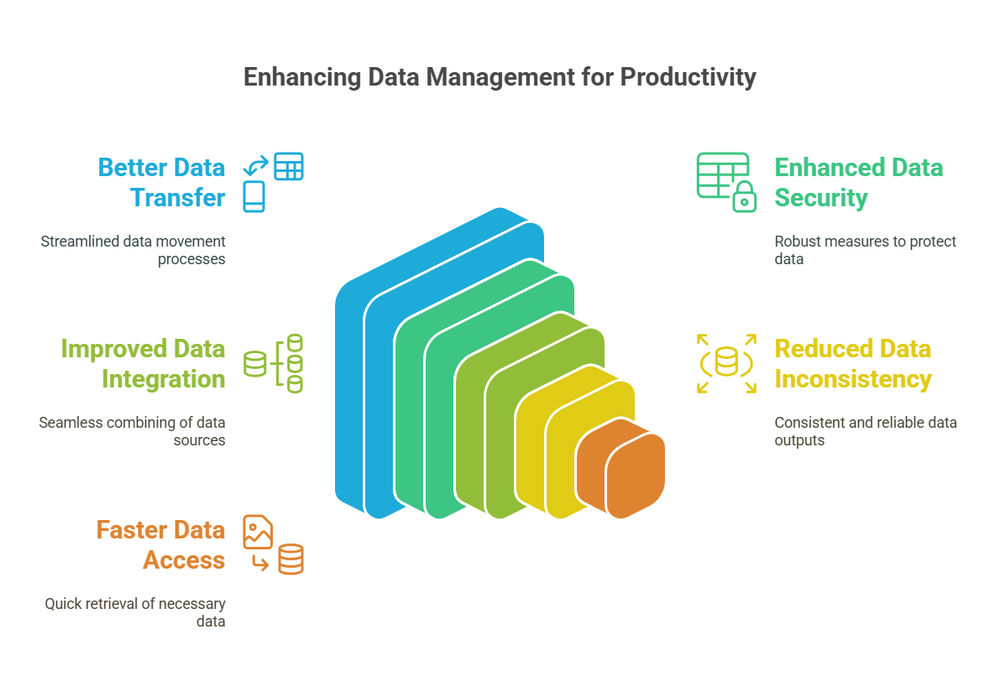 Enhancing Data Management for Productivity
Better Data
Transfer
Streamlined data movement
processes
Enhanced Data
Security
Robust measures to protect
data
Improved Data
Integration
Seamless combining of data
sources
Reduced Data
Inconsistency
Consistent and reliable data
outputs
Faster Data
Access
Quick retrieval of necessary
data